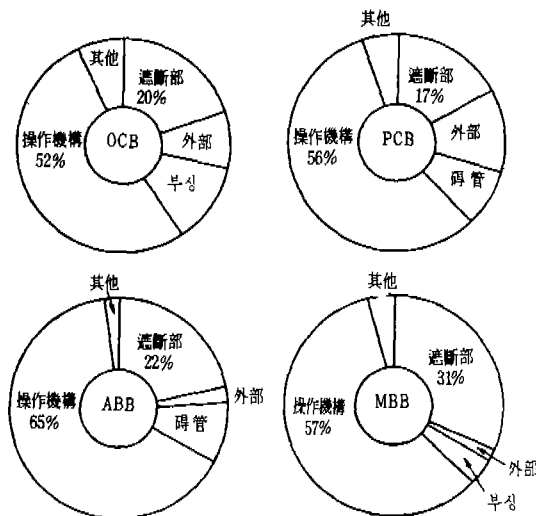 其他
遮斷部
20%
操作機構
52%
OCB
外部
부싱
其他
遮斷部
17%
操作機構
56%
PCB
外部
碍管
其他
遮斷部
22%
操作機構
65%
ABB
外部
碍管
其他
遮斷部
31%
操作機構
57%
MBB
外部
부싱